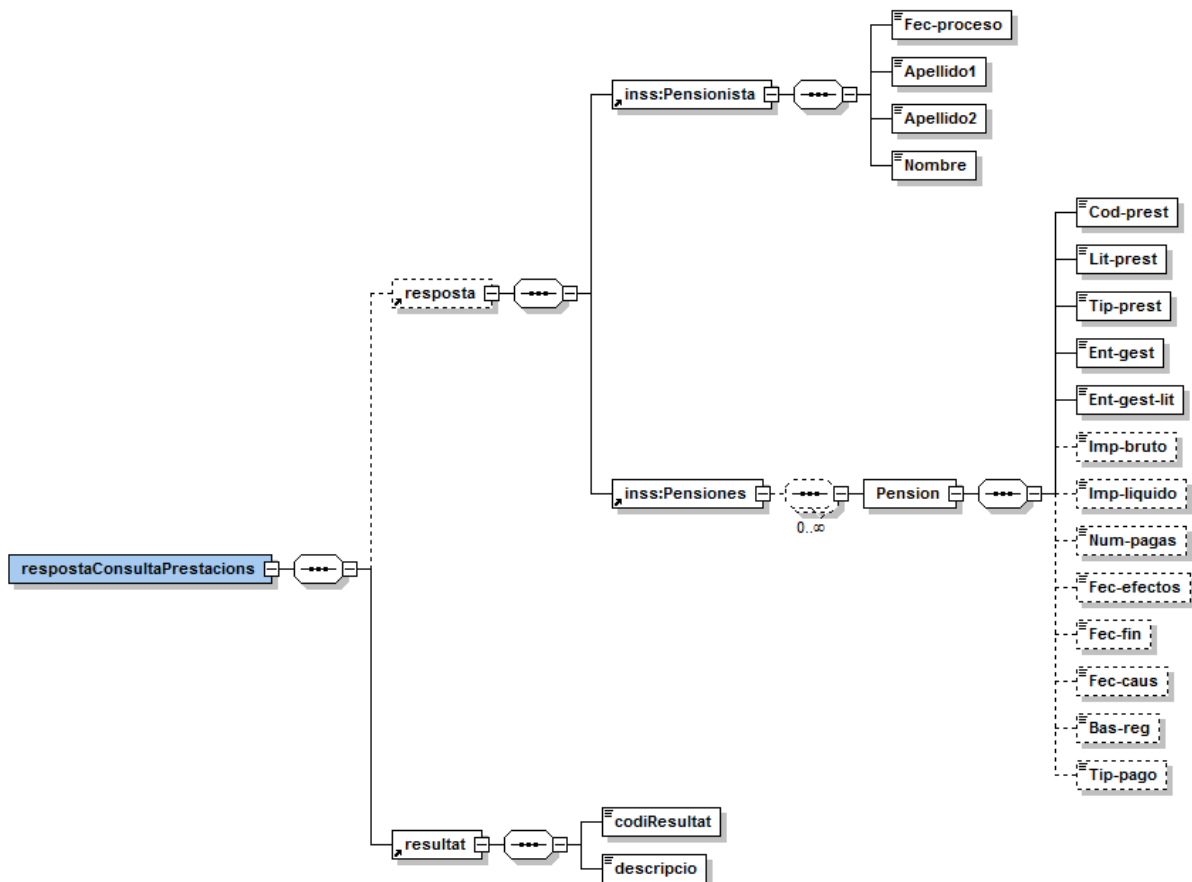 Fec-proceso
Apellido1
inss:Pensionista
Apellido2
Nombre
Cod-prest
Lit-prest
resposta
Tip-prest
Ent-gest
Ent-gest-lit
Imp-bruto
inss:Pensiones
Pension
Imp-liquido
0..∞
Num-pagas
respostaConsultaPrestacions
Fec-efectos
Fec-fin
Fec-caus
Bas-reg
Tip-pago
codiResultat
resultat
descripcio